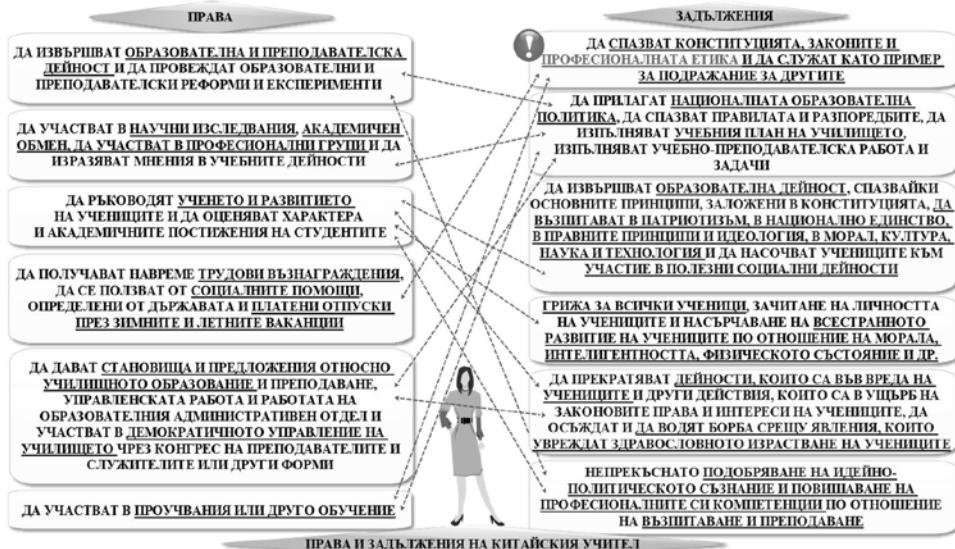 ПРАВА
ДА ИЗВЪРШВАТ ОБРАЗОВАТЕЛНА И ПРЕПОДАВАТЕЛСКА
ДЕЙНОСТ И ДА ПРОВЕЖДАТ ОБРАЗОВАТЕЛНИ И
ПРЕПОДАВАТЕЛСКИ РЕФОРМИ И ЕКСПЕРИМЕНТИ
ДА УЧАСТВАТ В НАУЧНИ ИЗСЛЕДВАНИЯ, АКАДЕМИЧЕН
ОБМЕН, ДА УЧАСТВАТ В ПРОФЕСИОНАЛНИ ГРУПИ И ДА
ИЗРАЗЯВАТ МНЕНИЯ В УЧЕБНИТЕ ДЕЙНОСТИ
ДА РЪКОВОДЯТ УЧЕНЕТО И РАЗВИТИЕТО
НА УЧЕНИЦИТЕ И ДА ОЦЕНЯВАТ ХАРАКТЕРА
И АКАДЕМИЧНИТЕ ПОСТИЖЕНИЯ НА СТУДЕНТИТЕ
ДА ПОЛУЧАВАТ НАВРЕМЕ ТРУДОВИ ВЪЗНАГРАЖДЕНИЯ,
ДА СЕ ПОЛЗВАТ ОТ СОЦИАЛНИТЕ ПОМОЩИ,
ОПРЕДЕЛЕНИ ОТ ДЪРЖАВАТА И ПЛАТЕНИ ОТПУСКИ
ПРЕЗ ЗИМНИТЕ И ЛЕТНИТЕ ВАКАНЦИИ
ДА ДАВАТ СТАНОВИЩА И ПРЕДЛОЖЕНИЯ ОТНОСНО
УЧИЛИЩНОТО ОБРАЗОВАНИЕ И ПРЕПОДАВАНЕ,
УПРАВЛЕНСКАТА РАБОТА И РАБОТАТА НА
ОБРАЗОВАТЕЛНИЯ АДМИНИСТРАТИВЕН ОТДЕЛ И
УЧАСТВАТ В ДЕМОКРАТИЧНОТО УПРАВЛЕНИЕ НА
УЧИЛИЩЕТО ЧРЕЗ КОНГРЕС НА ПРЕПОДАВАТЕЛИТЕ И
СЛУЖИТЕЛИТЕ ИЛИ ДРУГИ ФОРМИ
ДА УЧАСТВАТ В ПРОУЧВАНИЯ ИЛИ ДРУГО ОБУЧЕНИЕ
ЗАДЪЛЖЕНИЯ
!
ДА СПАЗВАТ КОНСТИТУЦИЯТА, ЗАКОНИТЕ И
ПРОФЕСИОНАЛНАТА ЕТИКА И ДА СЛУЖАТ КАТО ПРИМЕР
ЗА ПОДРАЖАНИЕ ЗА ДРУГИТЕ
ДА ПРИЛАГАТ НАЦИОНАЛНАТА ОБРАЗОВАТЕЛНА
ПОЛИТИКА, ДА СПАЗВАТ ПРАВИЛАТА И РАЗПОРЕДБИТЕ, ДА
ИЗПЪЛНЯВАТ УЧЕБНИЯ ПЛАН НА УЧИЛИЩЕТО,
ИЗПЪЛНЯВАТ УЧЕБНО-ПРЕПОДАВАТЕЛСКА РАБОТА И
ЗАДАЧИ
ДА ИЗВЪРШВАТ ОБРАЗОВАТЕЛНА ДЕЙНОСТ, СПАЗВАЙКИ
ОСНОВНИТЕ ПРИНЦИПИ, ЗАЛОЖЕНИ В КОНСТИТУЦИЯТА, ДА
ВЪЗПИТАВАТ В ПАТРИОТИЗЪМ, В НАЦИОНАЛНО ЕДИНСТВО,
В ПРАВНИТЕ ПРИНЦИПИ И ИДЕОЛОГИЯ, В МОРАЛ, КУЛТУРА,
НАУКА И ТЕХНОЛОГИЯ И ДА НАСОЧВАТ УЧЕНИЦИТЕ КЪМ
УЧАСТИЕ В ПОЛЕЗНИ СОЦИАЛНИ ДЕЙНОСТИ
ГРИЖА ЗА ВСИЧКИ УЧЕНИЦИ, ЗАЧИТАНЕ НА ЛИЧНОСТТА
НА УЧЕНИЦИТЕ И НАСЪРЧАВАНЕ НА ВСЕСТРАННОТО
РАЗВИТИЕ НА УЧЕНИЦИТЕ ПО ОТНОШЕНИЕ НА МОРАЛА,
ИНТЕЛИГЕНТНОСТТА, ФИЗИЧЕСКОТО СЪСТОЯНИЕ И ДР.
ДА ПРЕКРАТЯВАТ ДЕЙНОСТИ, КОИТО СА ВЪВ ВРЕДА НА
УЧЕНИЦИТЕ И ДРУГИ ДЕЙСТВИЯ, КОИТО СА В УЩЪРБ НА
ЗАКОНОВИТЕ ПРАВА И ИНТЕРЕСИ НА УЧЕНИЦИТЕ, ДА
ОСЪЖДАТ И ДА ВОДЯТ БОРБА СРЕЩУ ЯВЛЕНИЯ, КОИТО
УВРЕЖДАТ ЗДРАВОСЛОВНОТО ИЗРАСТВАНЕ НА УЧЕНИЦИТЕ
НЕПРЕКЪСНАТО ПОДОБРЯВАНЕ НА ИДЕЙНО-
ПОЛИТИЧЕСКОТО СЪЗНАНИЕ И ПОВИШАВАНЕ НА
ПРОФЕСИОНАЛНИТЕ СИ КОМПЕТЕНЦИИ ПО ОТНОШЕНИЕ
НА ВЪЗПИТАВАНЕ И ПРЕПОДАВАНЕ
ПРАВА И ЗАДЪЛЖЕНИЯ НА КИТАЙСКИЯ УЧИТЕЛ